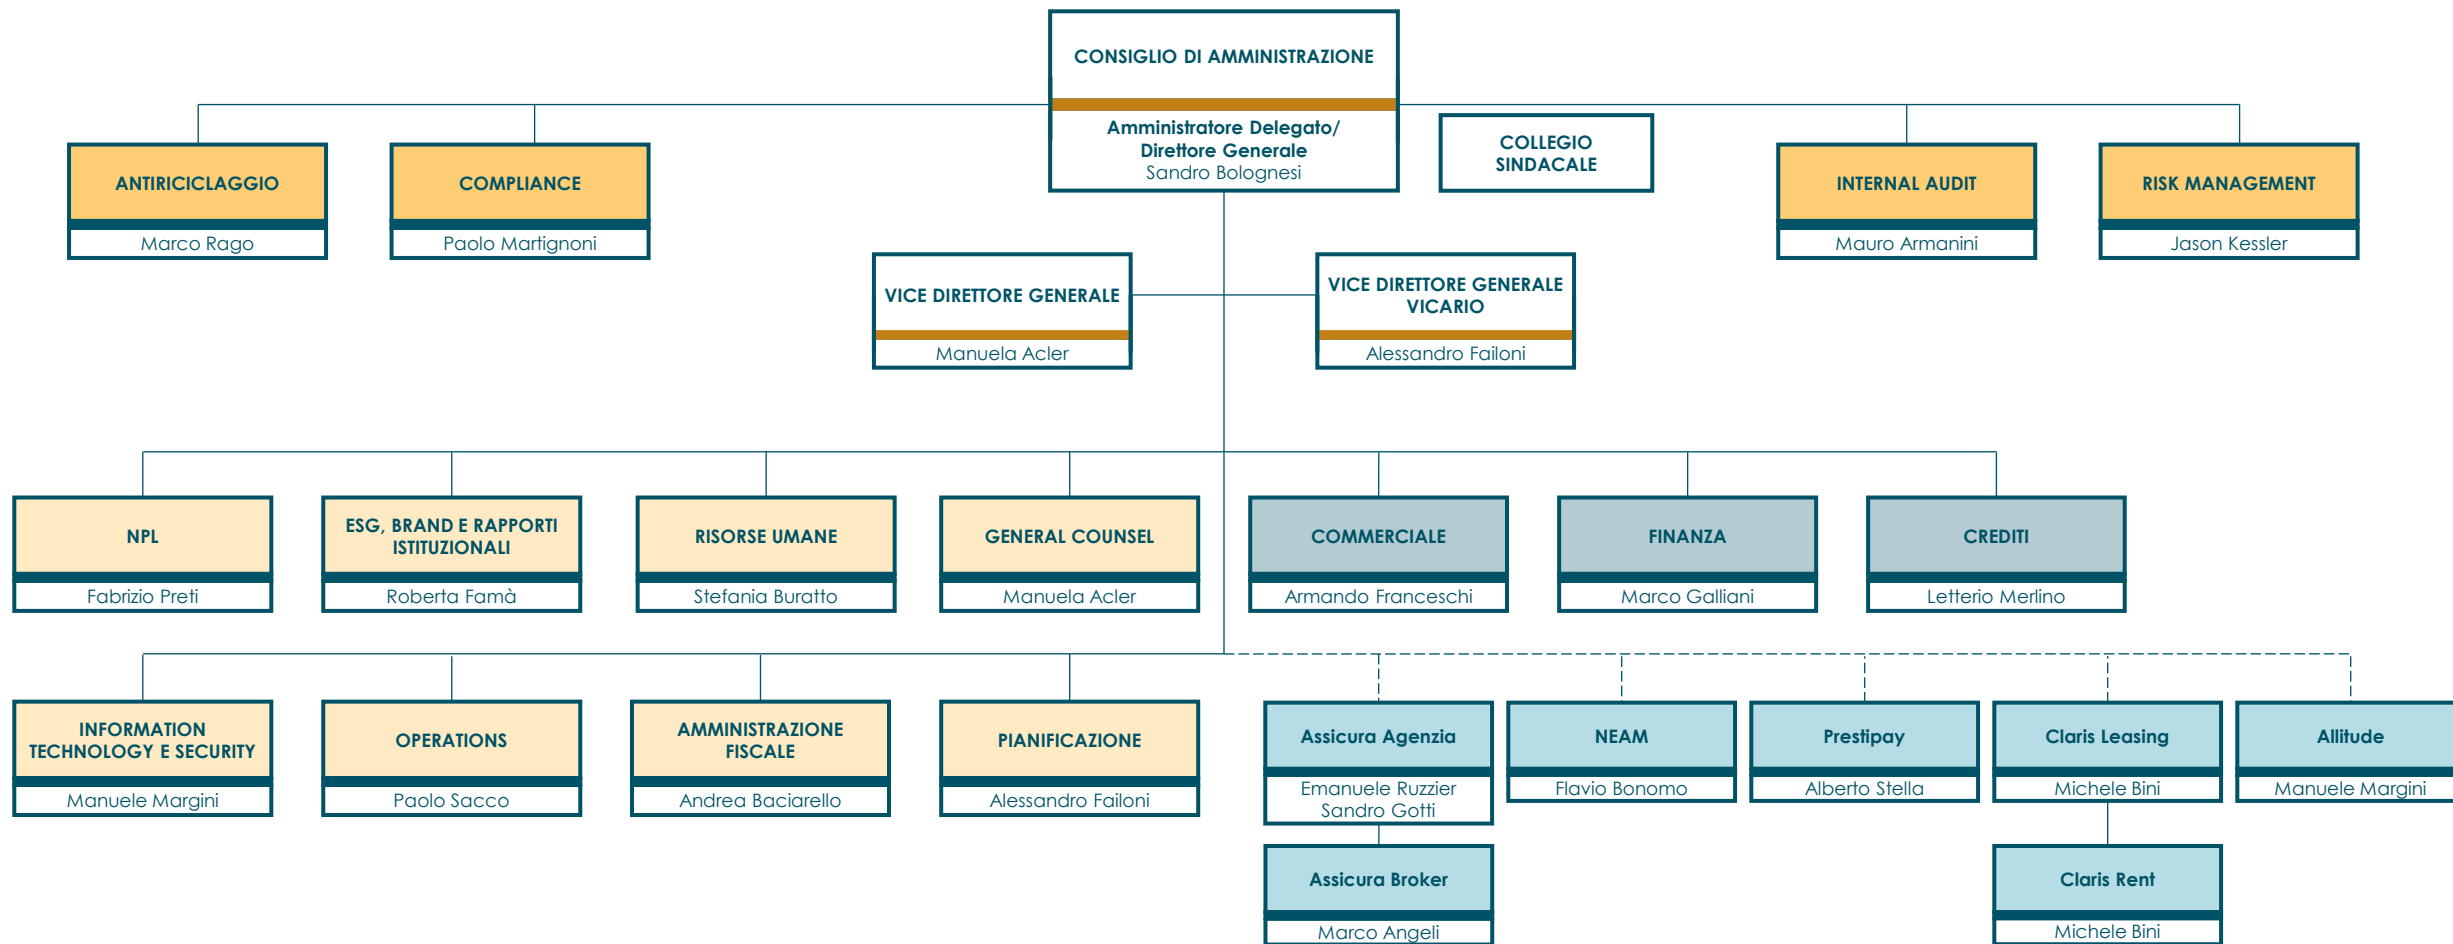 CONSIGLIO DI AMMINISTRAZIONE
Amministratore Delegato/
Direttore Generale
Sandro Bolognesi
COLLEGIO
SINDACALE
ANTIRICICLAGGIO
Marco Rago
COMPLIANCE
Paolo Martignoni
INTERNAL AUDIT
Mauro Armanini
RISK MANAGEMENT
Jason Kessler
VICE DIRETTORE GENERALE
Manuela Acler
VICE DIRETTORE GENERALE
VICARIO
Alessandro Failoni
NPL
Fabrizio Preti
ESG, BRAND E RAPPORTI
ISTITUZIONALI
Roberta Famà
RISORSE UMANE
Stefania Buratto
GENERAL COUNSEL
Manuela Acler
COMMERCIALE
Armando Franceschi
FINANZA
Marco Galliani
CREDITI
Letterio Merlino
INFORMATION
TECHNOLOGY E SECURITY
Manuele Margini
OPERATIONS
Paolo Sacco
AMMINISTRAZIONE
FISCALE
Andrea Baciarello
PIANIFICAZIONE
Alessandro Failoni
Assicura Agenzia
Emanuele Ruzzier
Sandro Gotti
NEAM
Flavio Bonomo
Prestipay
Alberto Stella
Claris Leasing
Michele Bini
Allitude
Manuele Margini
Assicura Broker
Marco Angeli
Claris Rent
Michele Bini